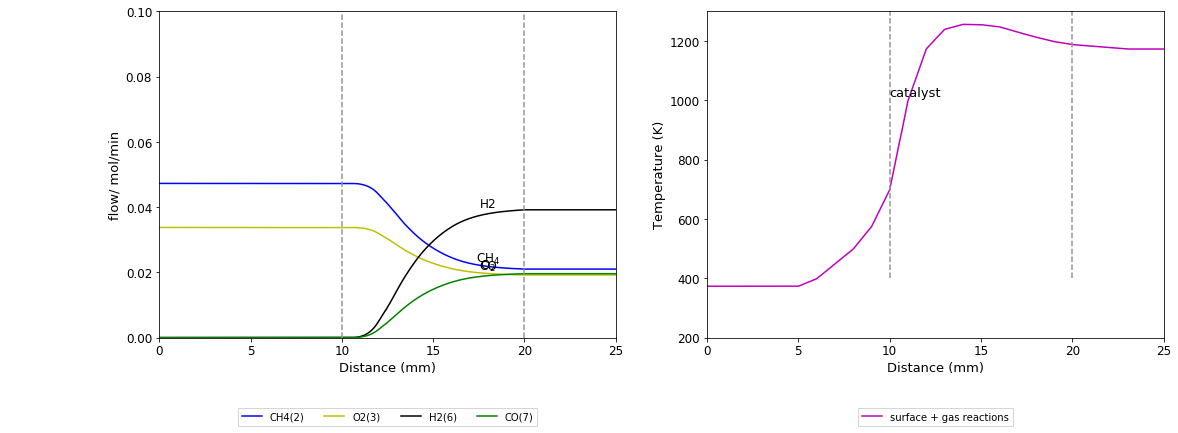 0.10
0.08
0.06
0.04
0.02
0.00
flow/ mol/min
H2
CH4
O2
0
5
10
15
20
25
Distance (mm)
CH4(2) O2(3) H2(6) CO(7)
1200
1000
800
600
400
200
Temperature (K)
catalyst
0
5
10
15
20
25
Distance (mm)
surface + gas reactions